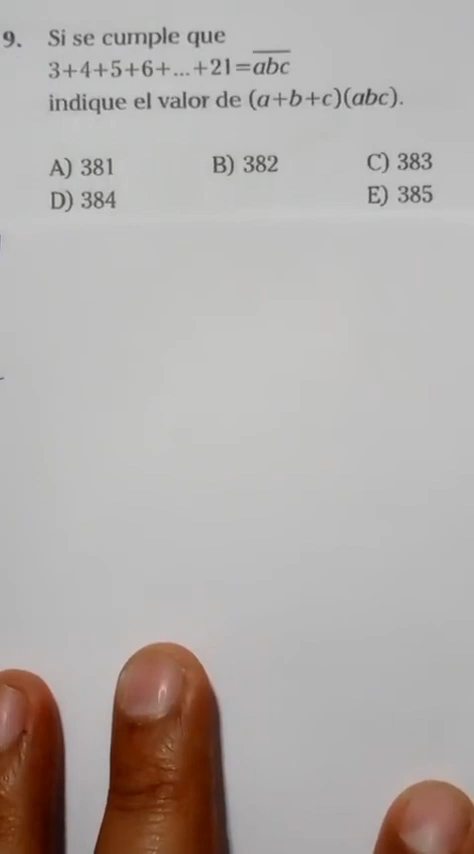 9. Si se cumple que
3+4+5+6+...+21=abc
indique el valor de (a+b+c)(abc).
A) 381 B) 382 C) 383
D) 384 E) 385